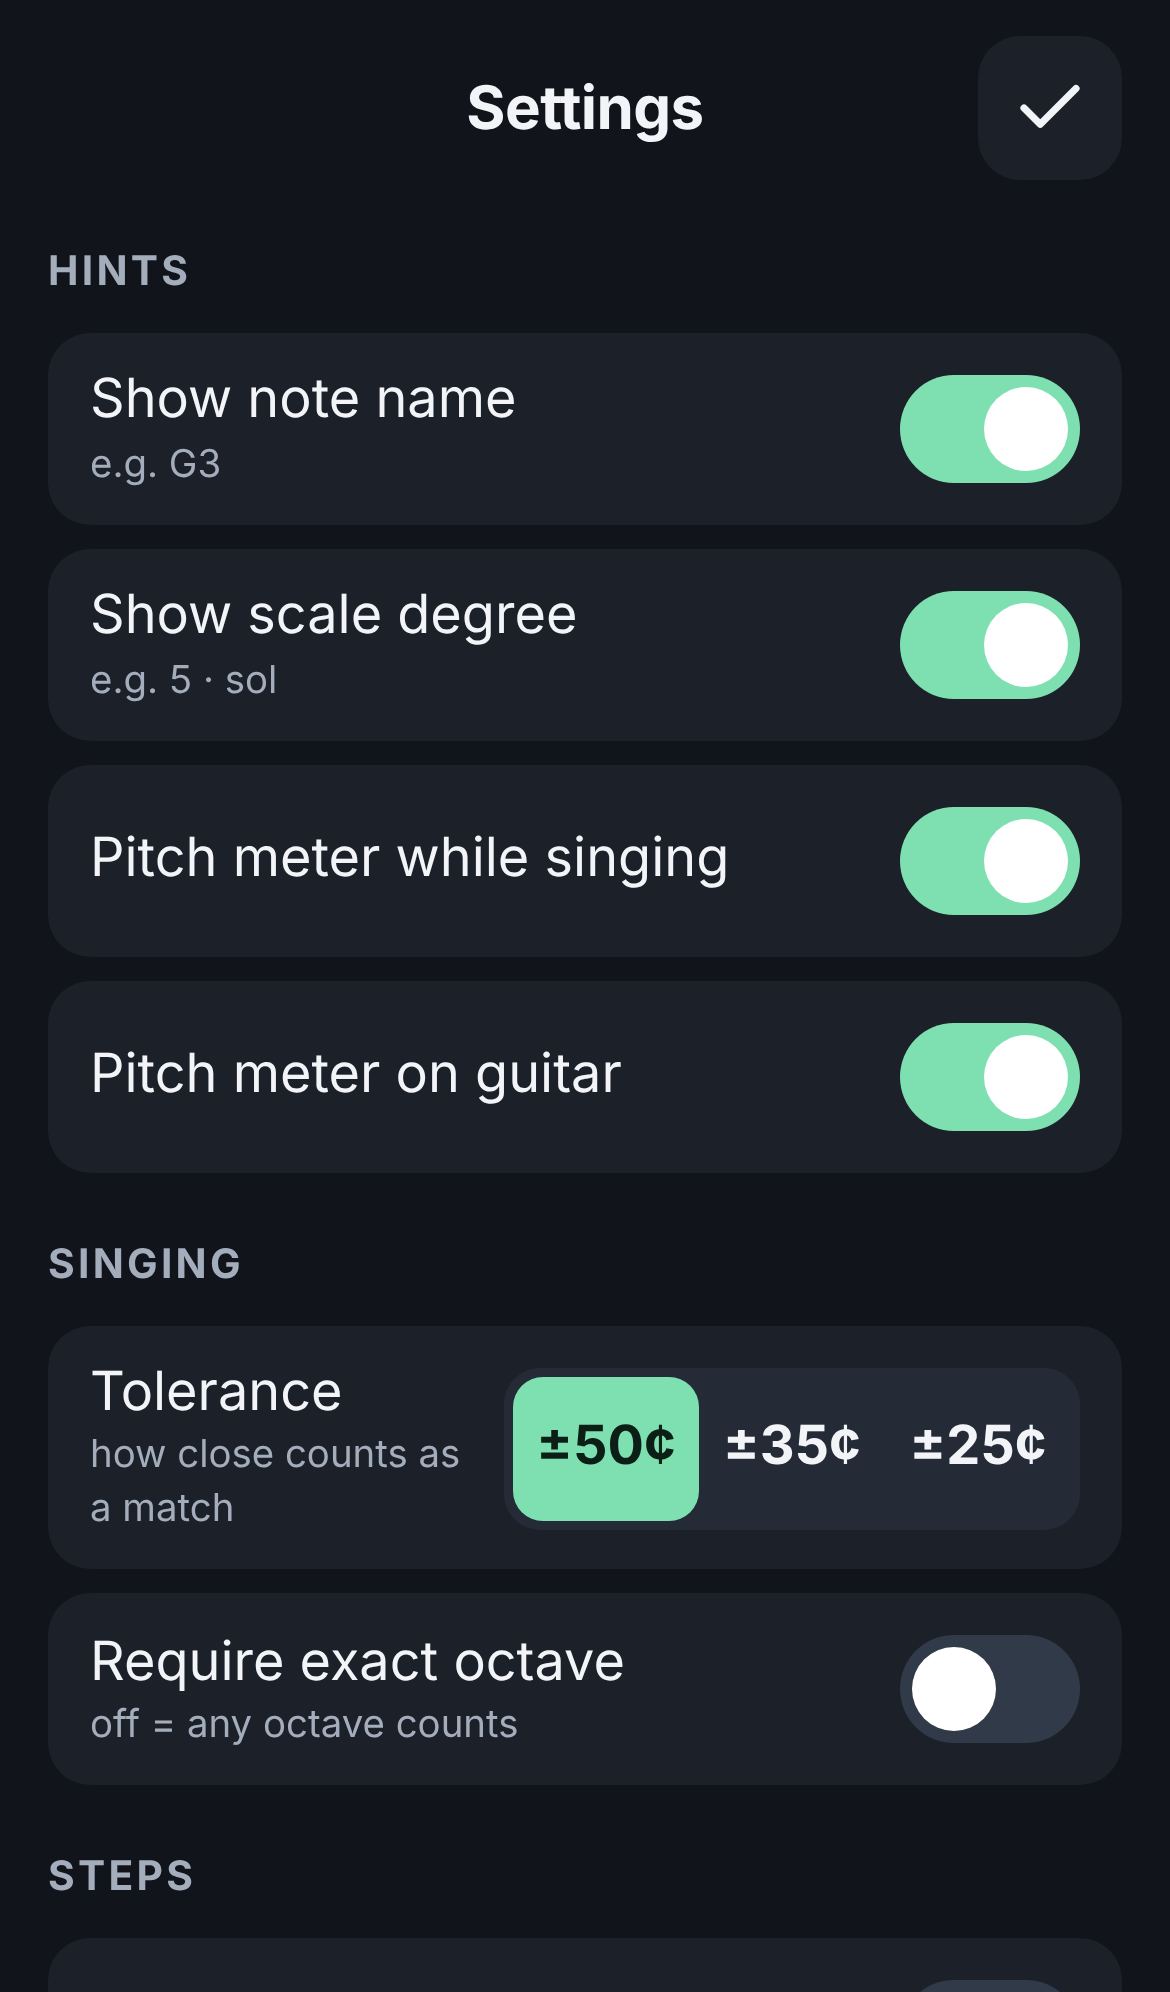 Settings
HINTS
Show note name
e.g. G3
Show scale degree
e.g. 5 · sol
Pitch meter while singing
Pitch meter on guitar
SINGING
Tolerance
how close counts as
a match
±50¢ ±35¢ ±25¢
Require exact octave
off = any octave counts
STEPS